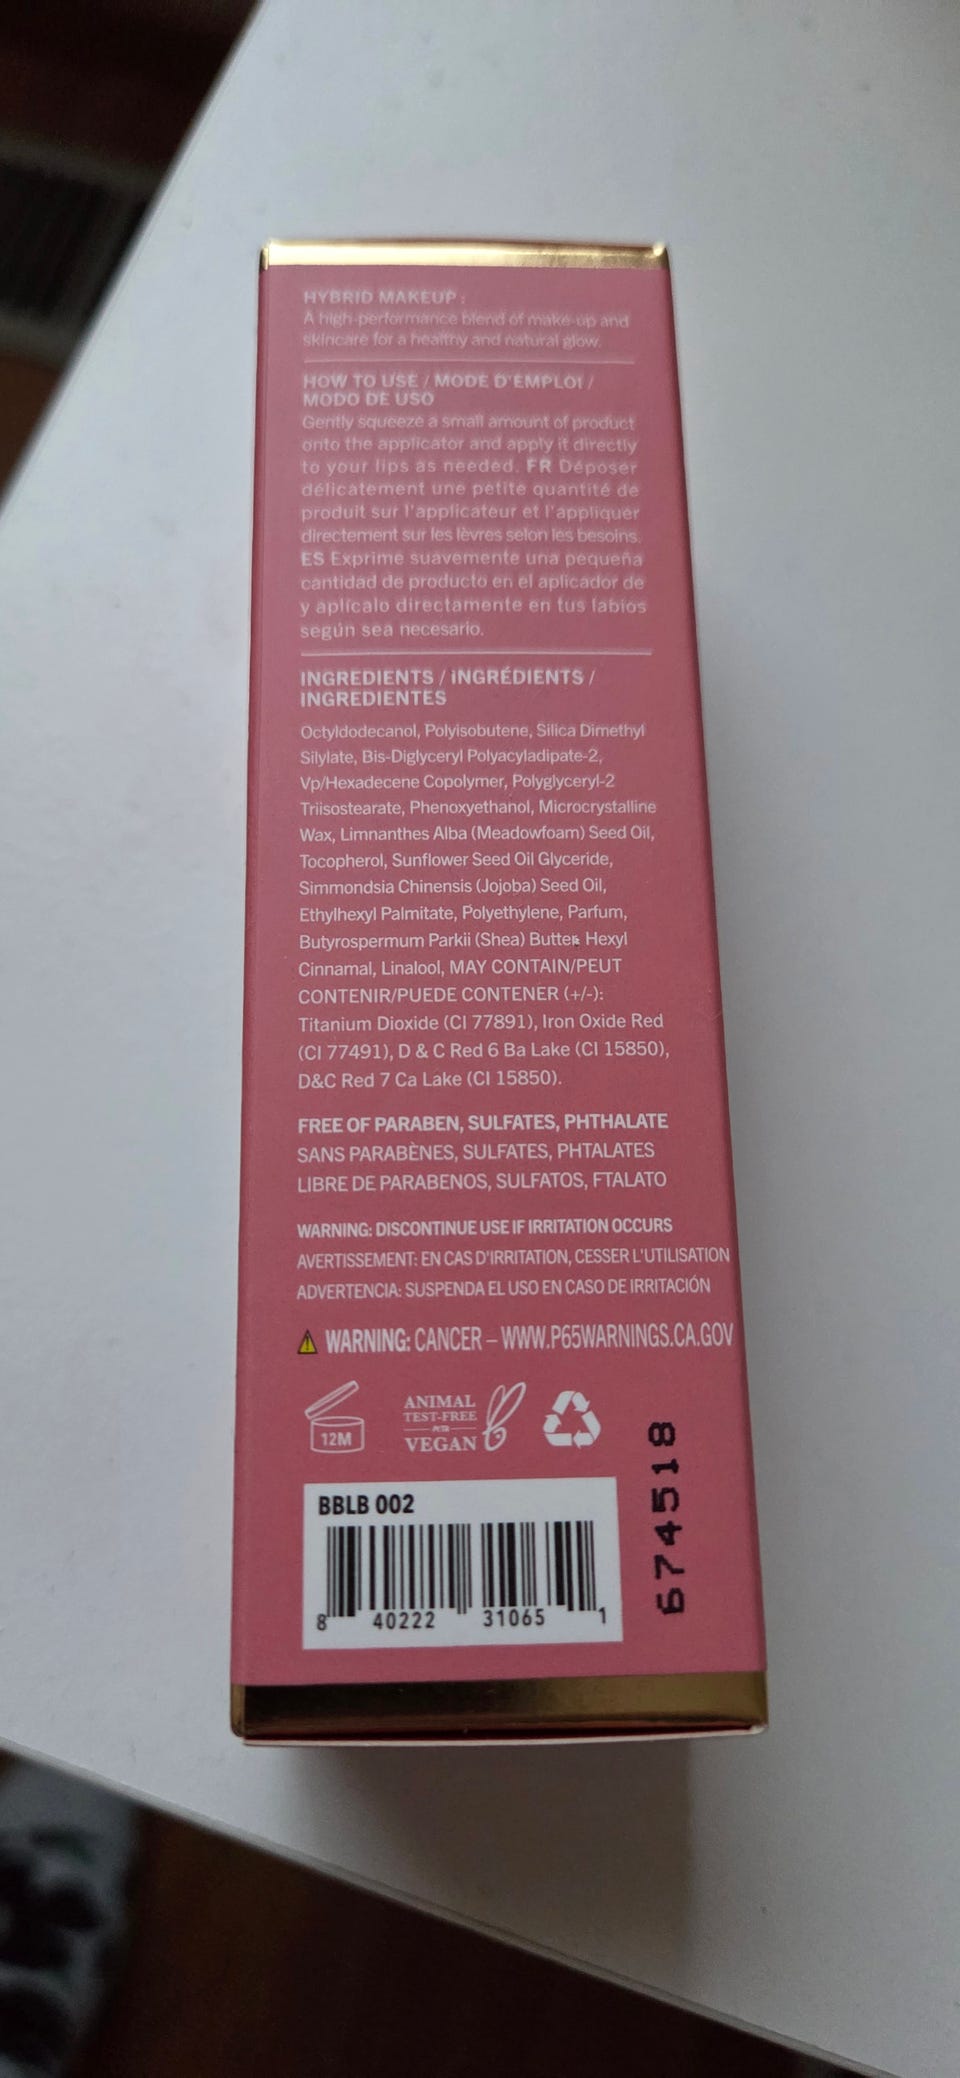 HYBRID MAKEUP :
A high-performance blend of make-up and
skincare for a healthy and natural glow.
HOW TO USE / MODE D'EMPLOI /
MODO DE USO
Gently squeeze a small amount of product
onto the applicator and apply it directly
to your lips as needed. FR Déposer
délicatement une petite quantité de
produit sur l'applicateur et l'appliquer
directement sur les lèvres selon les besoins.
ES Exprime suavemente una pequeña
cantidad de producto en el aplicador de
y aplícalo directamente en tus labios
según sea necesario.
INGREDIENTS / INGRÉDIENTS /
INGREDIENTES
Octyldodecanol, Polyisobutene, Silica Dimethyl
Silylate, Bis-Diglyceryl Polyacyladipate-2,
Vp/Hexadecene Copolymer, Polyglyceryl-2
Triisostearate, Phenoxyethanol, Microcrystalline
Wax, Limnanthes Alba (Meadowfoam) Seed Oil,
Tocopherol, Sunflower Seed Oil Glyceride,
Simmondsia Chinensis (Jojoba) Seed Oil,
Ethylhexyl Palmitate, Polyethylene, Parfum,
Butyrospermum Parkii (Shea) Butter, Hexyl
Cinnamal, Linalool, MAY CONTAIN/PEUT
CONTENIR/PUEDE CONTENER (+/-):
Titanium Dioxide (CI 77891), Iron Oxide Red
(CI 77491), D & C Red 6 Ba Lake (CI 15850),
D&C Red 7 Ca Lake (CI 15850).
FREE OF PARABEN, SULFATES, PHTHALATE
SANS PARABÈNES, SULFATES, PHTALATES
LIBRE DE PARABENOS, SULFATOS, FTALATO
WARNING: DISCONTINUE USE IF IRRITATION OCCURS
AVERTISSEMENT: EN CAS D'IRRITATION, CESSER L'UTILISATION
ADVERTENCIA: SUSPENDA EL USO EN CASO DE IRRITACIÓN
WARNING: CANCER – WWW.P65WARNINGS.CA.GOV
12M
ANIMAL
TEST-FREE
PETA
VEGAN
BBLB 002
8 40222 31065 1
674518